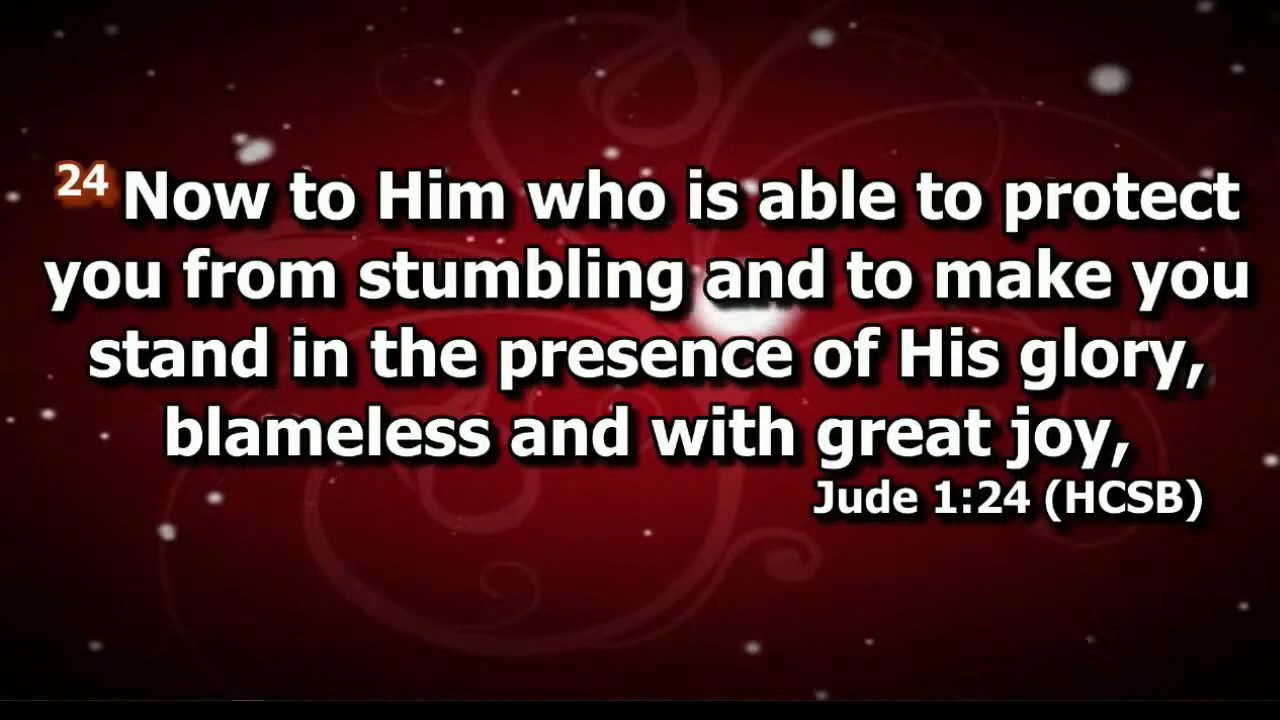 24 Now to Him who is able to protect
you from stumbling and to make you
stand in the presence of His glory,
blameless and with great joy,
Jude 1:24 (HCSB)